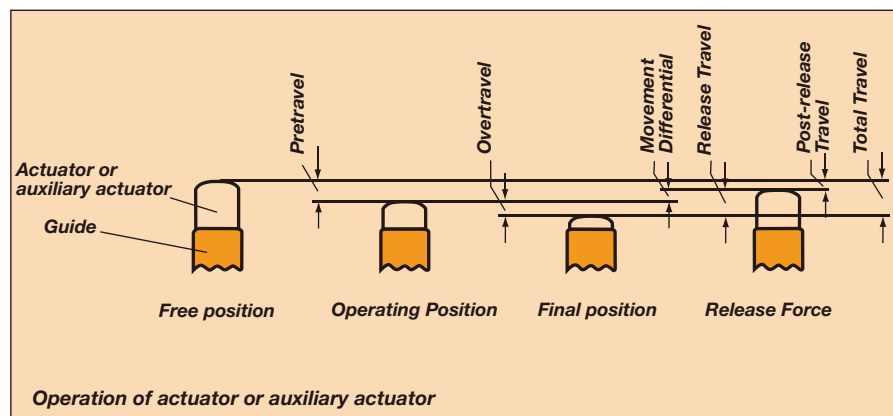 Pretravel
Overtravel
Movement
Differential
Release Travel
Post-release
Travel
Total Travel
Actuator or
auxiliary actuator
Guide
Free position
Operating Position
Final position
Release Force
Operation of actuator or auxiliary actuator